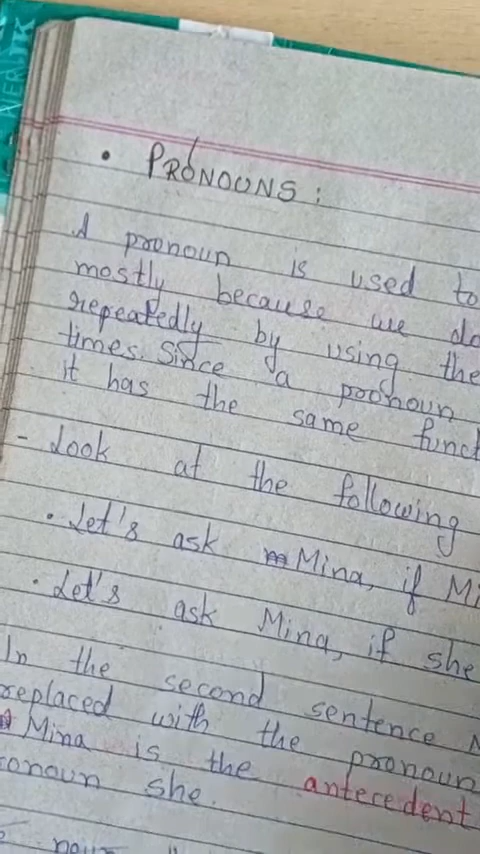 • PRONOUNS :
A pronoun is used to
mostly because we do
repeatedly by using the
times. Since a pronoun
it has the same funct
- Look at the following
• Let's ask Mina, if Mi
• Let's ask Mina, if she
In the second sentence
replaced with the pronoun
Mina is the antecedent
ronoun she.